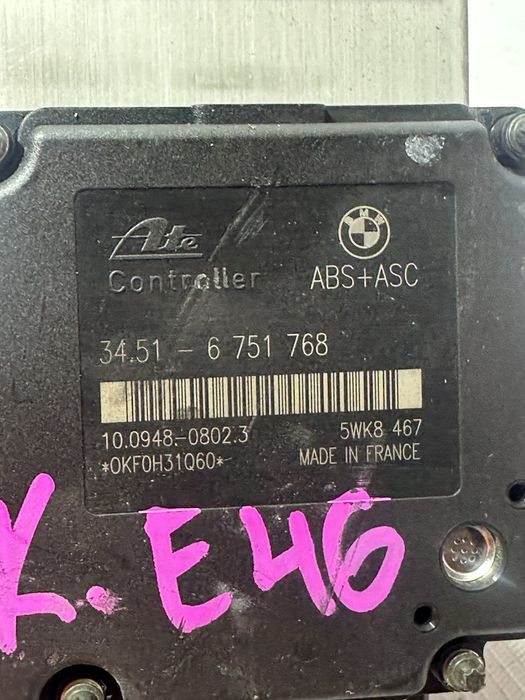 Ate
BMW
Controller
ABS+ASC
34.51 - 6 751 768
10.0948-0802.3
5WK8 467
*0KF0H31Q60*
MADE IN FRANCE
K. E46